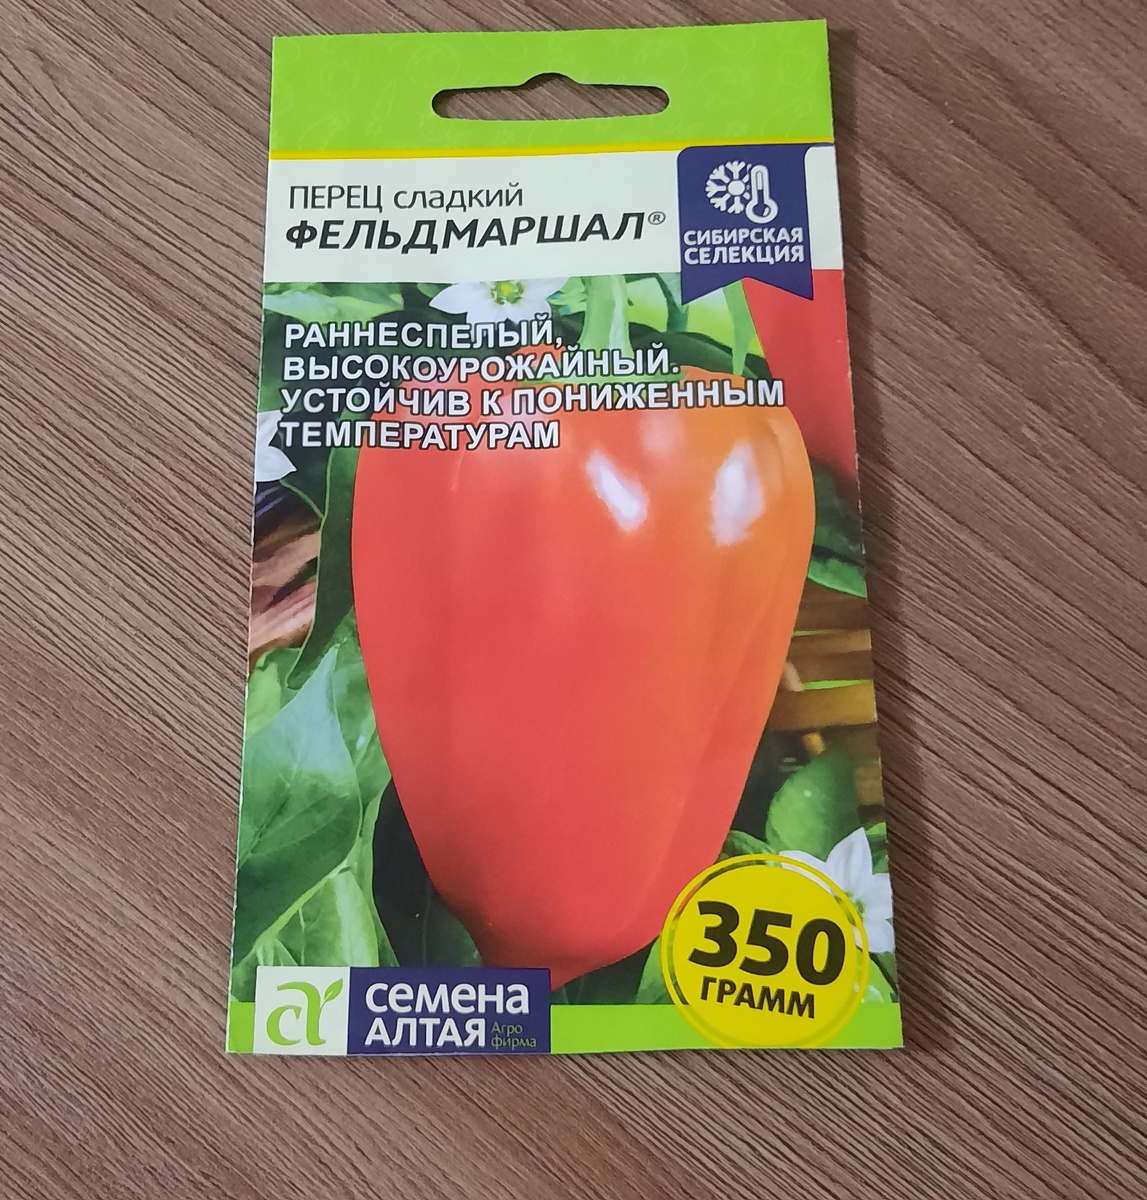 ПЕРЕЦ сладкий
ФЕЛЬДМАРШАЛ®
СИБИРСКАЯ
СЕЛЕКЦИЯ
РАННЕСПЕЛЫЙ,
ВЫСОКОУРОЖАЙНЫЙ.
УСТОЙЧИВ К ПОНИЖЕННЫМ
ТЕМПЕРАТУРАМ
350
ГРАММ
семена
АЛТАЯ
Агро
фирма